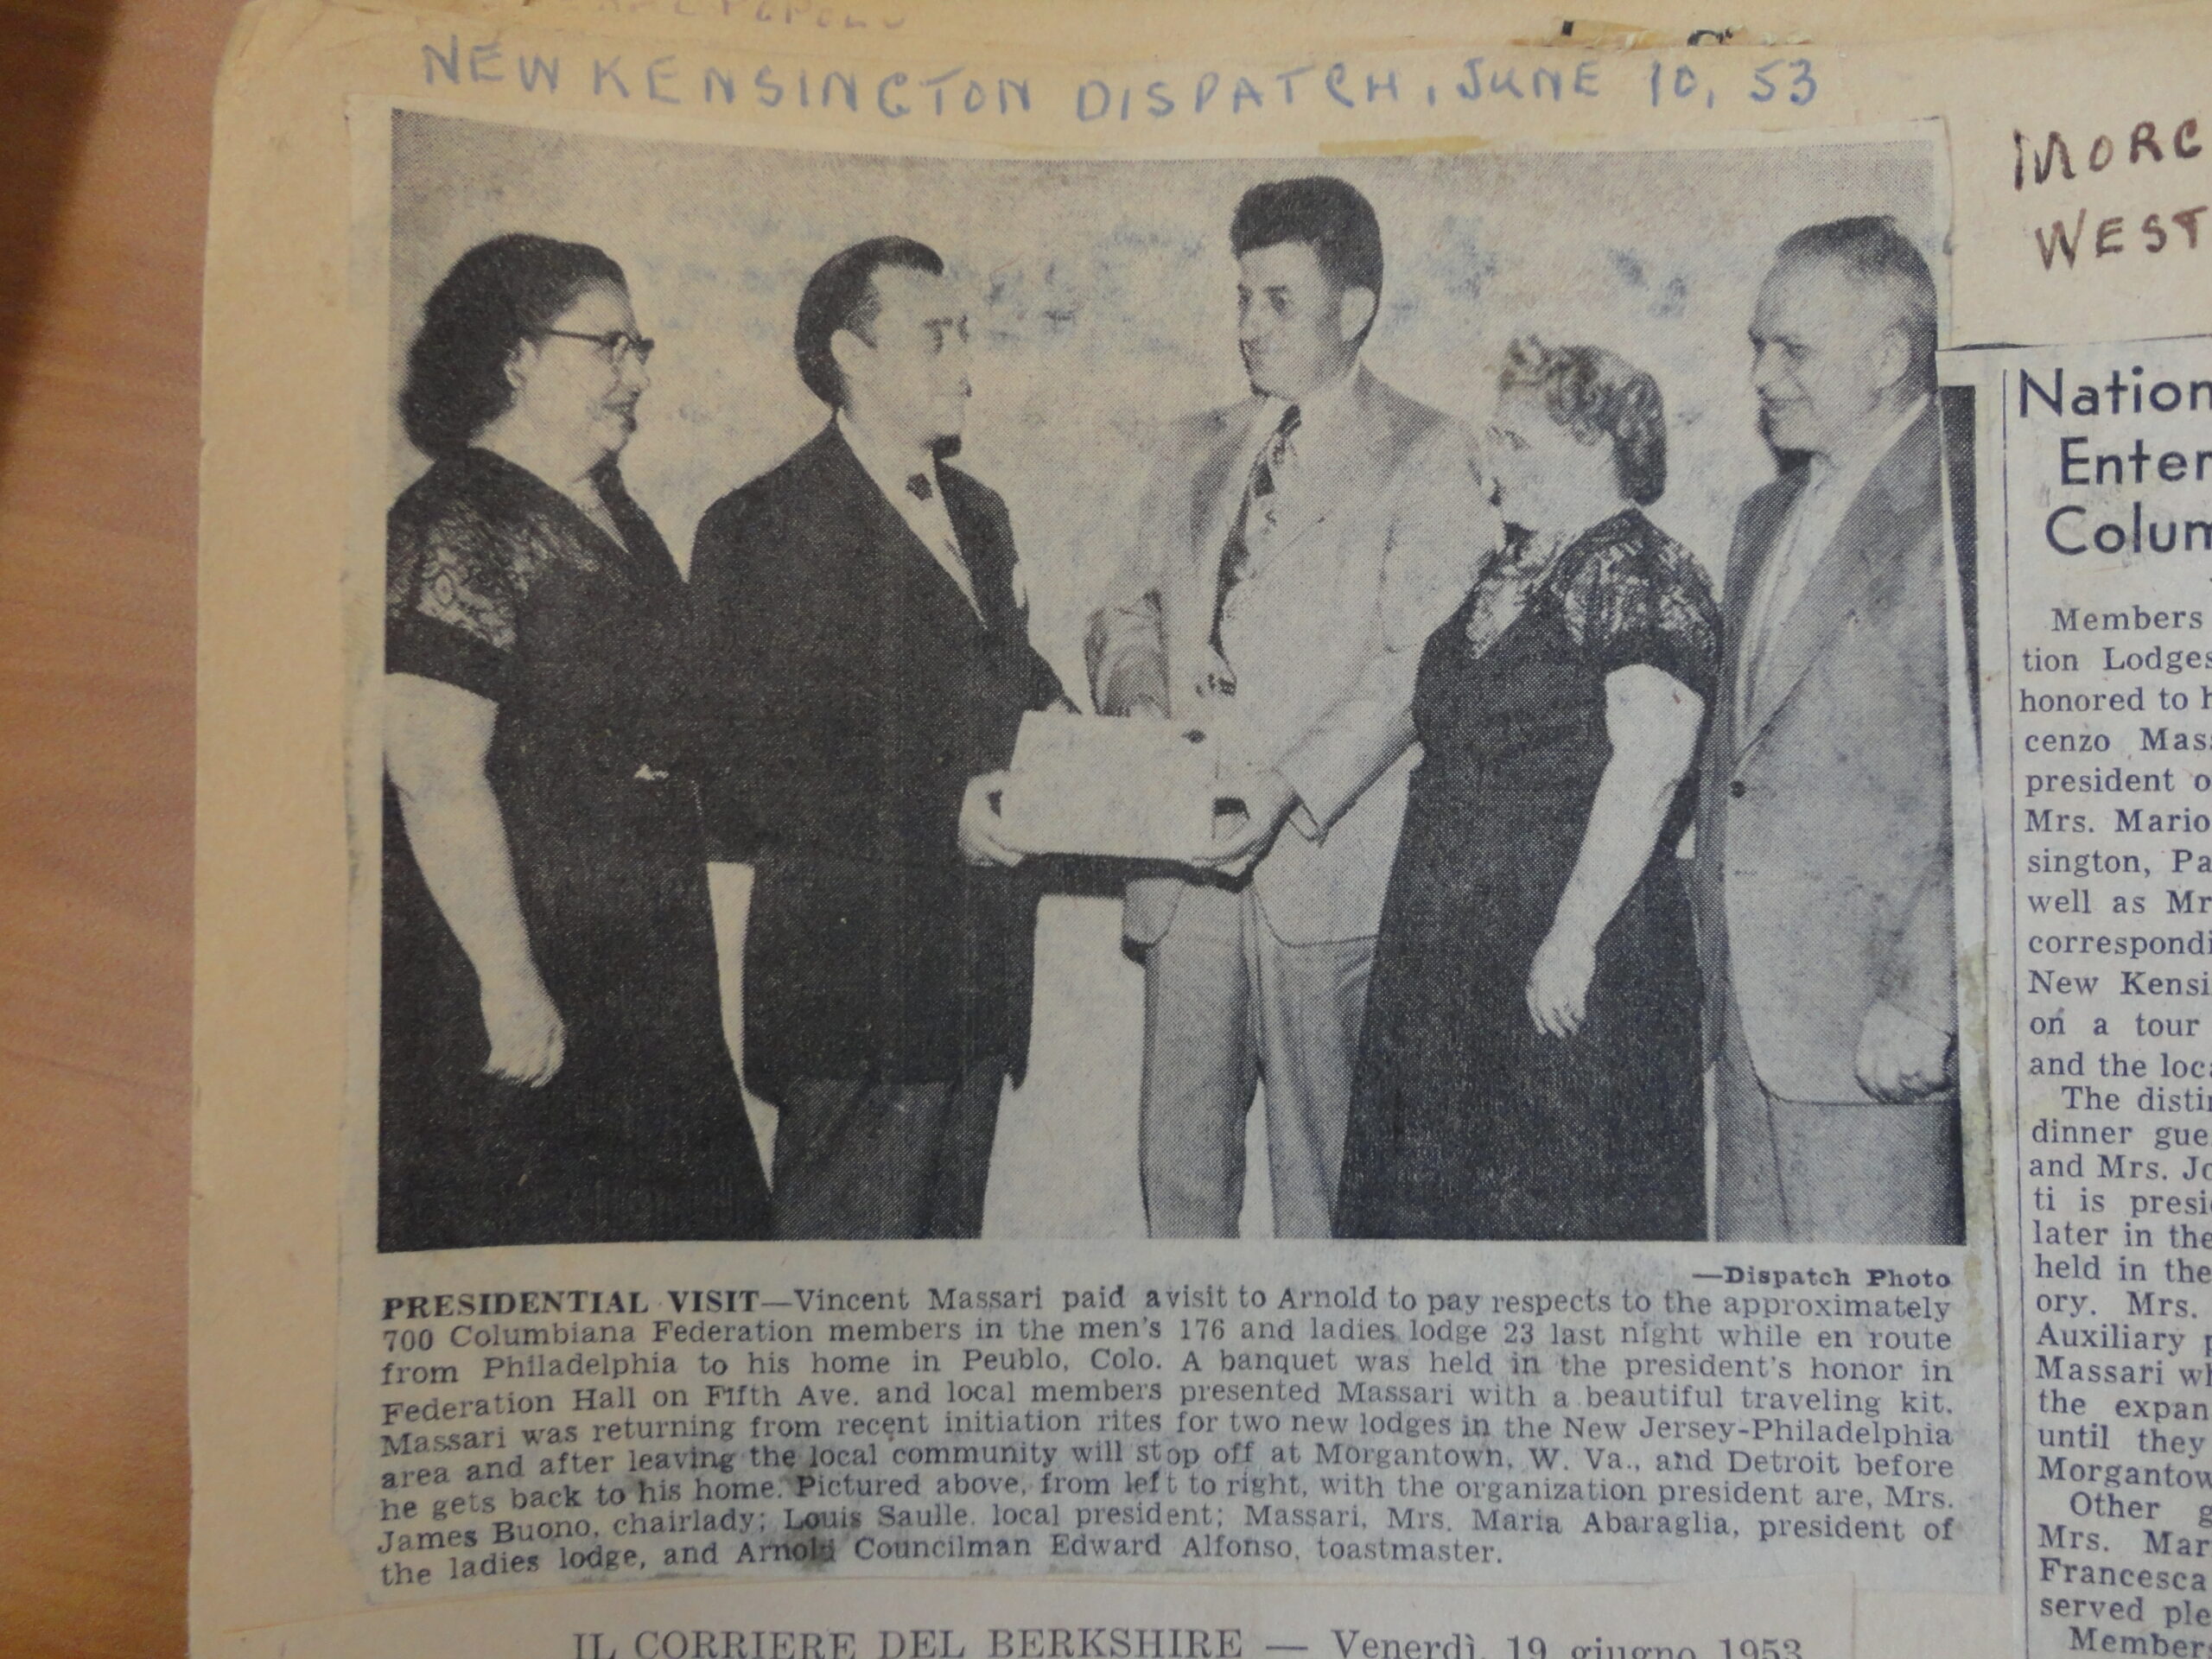 NEW KENSINGTON DISPATCH, JUNE 10, 53
MORG
WEST
—Dispatch Photo
PRESIDENTIAL VISIT—Vincent Massari paid a visit to Arnold to pay respects to the approximately
700 Columbiana Federation members in the men's 176 and ladies lodge 23 last night while en route
from Philadelphia to his home in Peublo, Colo. A banquet was held in the president's honor in
Federation Hall on Fifth Ave. and local members presented Massari with a beautiful traveling kit.
Massari was returning from recent initiation rites for two new lodges in the New Jersey-Philadelphia
area and after leaving the local community will stop off at Morgantown, W. Va., and Detroit before
he gets back to his home. Pictured above, from left to right, with the organization president are, Mrs.
James Buono, chairlady; Louis Saulle, local president; Massari, Mrs. Maria Abaraglia, president of
the ladies lodge, and Arnold Councilman Edward Alfonso, toastmaster.
IL CORRIERE DEL BERKSHIRE — Venerdì, 19 giugno 1953
Nation
Enter
Colum
Members
tion Lodges
honored to h
cenzo Mass
president o
Mrs. Mario
sington, Pa
well as Mr
correspondi
New Kensi
on a tour
and the loca
The distin
dinner gue
and Mrs. Jo
ti is presi
later in the
held in the
ory. Mrs.
Auxiliary p
Massari wh
the expan
until they
Morgantow
Other g
Mrs. Mar
Francesca
served ple
Members